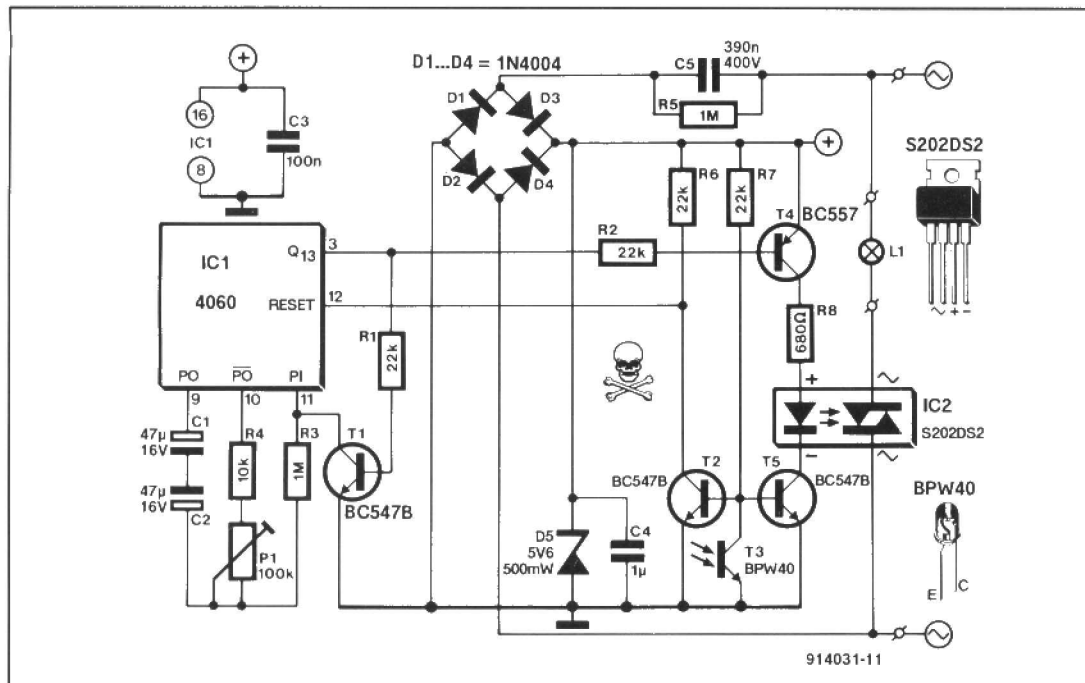 D1...D4 = 1N4004
390n
400V
C5
R5
1M
D1
D3
D2
D4
16
IC1
8
C3
100n
S202DS2
~ + -
R6
22k
R7
22k
T4
BC557
L1
R2
22k
Q13
3
IC1
4060
RESET
12
R1
22k
R8
680Ω
PO
PO
PI
9
10
11
C1
47µ
16V
47µ
16V
C2
R4
10k
R3
1M
P1
100k
T1
BC547B
+
-
IC2
S202DS2
T2
BC547B
T5
BC547B
D5
5V6
500mW
C4
1µ
T3
BPW40
BPW40
E
C
914031-11